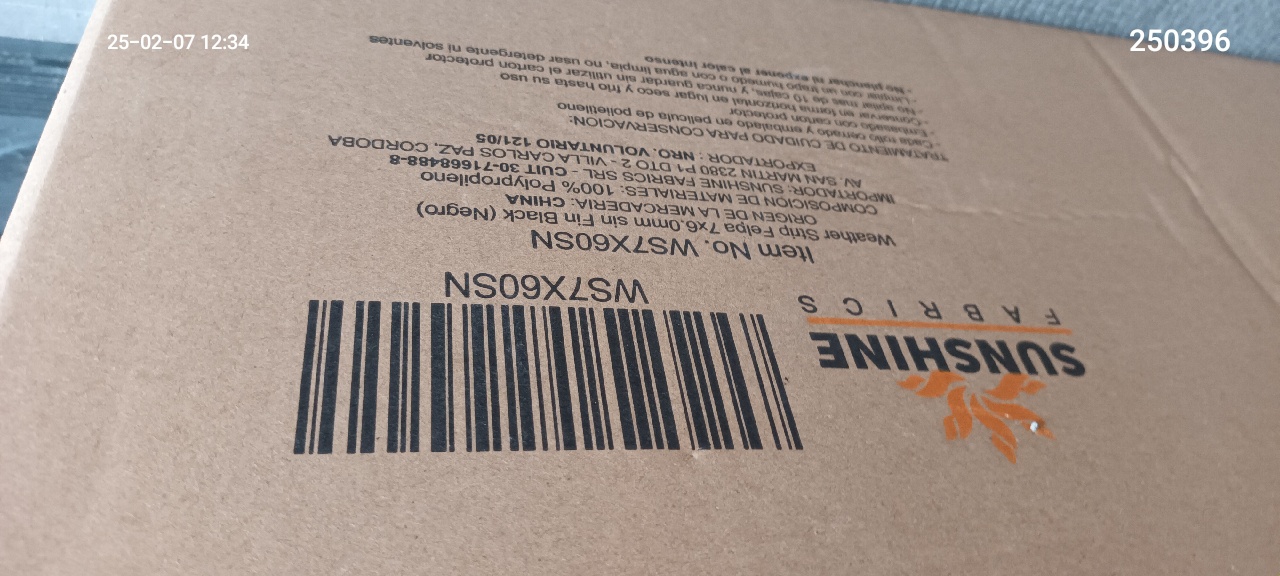 25-02-07 12:34
250396
SUNSHINE
FABRICS
WS7X60SN
Item No. WS7X60SN
Weather Strip Felpa 7x6.0mm sin Fin Black (Negro)
ORIGEN DE LA MERCADERIA: CHINA
COMPOSICION DE MATERIALES: 100% Polypropileno
IMPORTADOR: SUNSHINE FABRICS SRL - CUIT 30-71668488-8
AV. SAN MARTIN 2380 P1 DTO 2 - VILLA CARLOS PAZ, CORDOBA
EXPORTADOR: NRO. VOLUNTARIO 121/05
TRATAMIENTO DE CUIDADO PARA CONSERVACION:
- Cada rollo cerrado y embalado en pelicula de polietileno
- Embalado con carton protector
- Conservar en forma horizontal en lugar seco y frio hasta su uso
- No apilar mas de 10 cajas, y nunca guardar sin utilizar el carton protector
- Limpiar con un trapo humedo o con agua limpia, no usar detergente ni solventes
- No planchar ni exponer al calor intenso